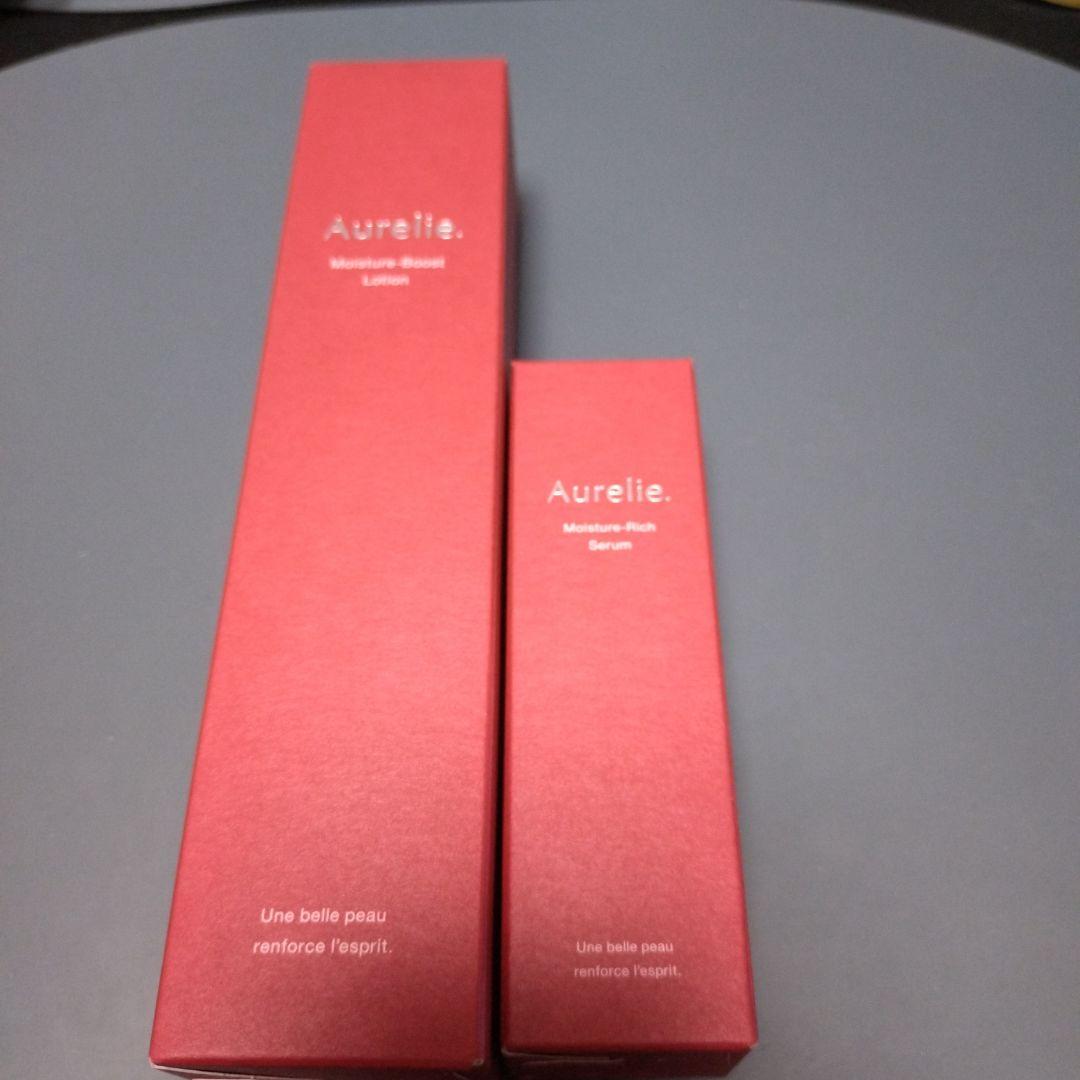 Aurelie.
Moisture-Boost
Lotion
Une belle peau
renforce l'esprit.
Aurelie.
Moisture-Rich
Serum
Une belle peau
renforce l'esprit.